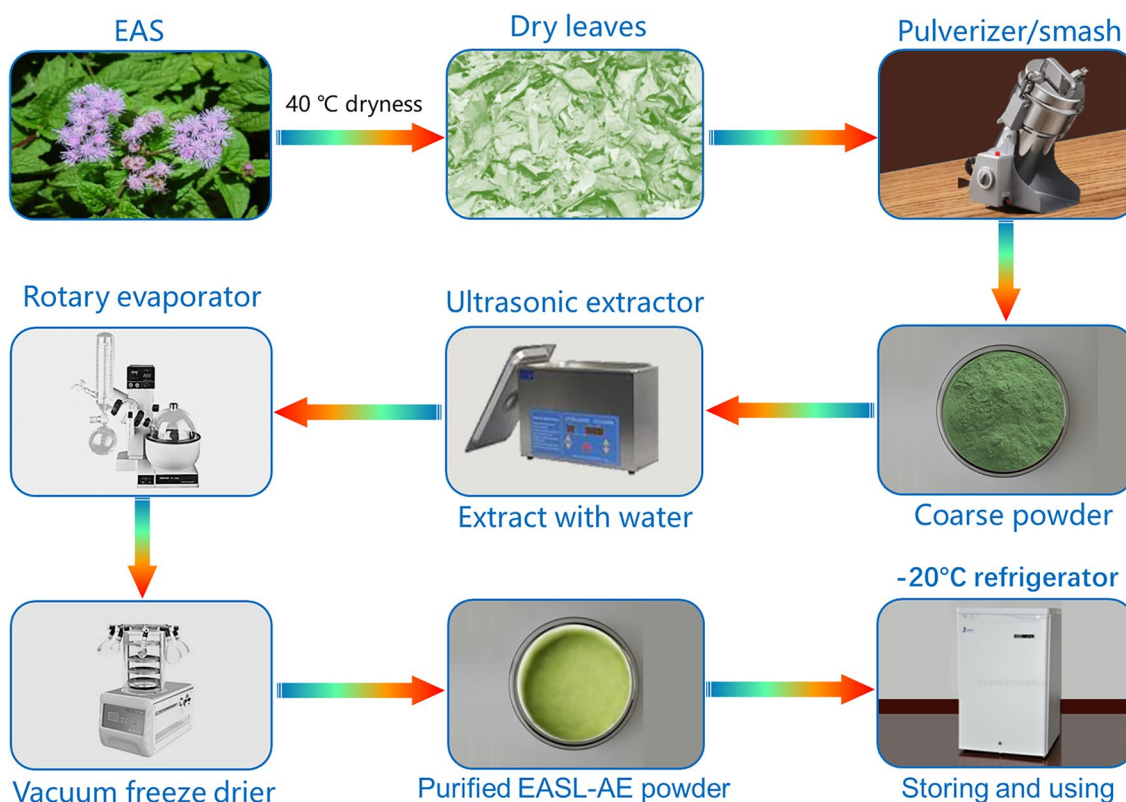 EAS
Dry leaves
Pulverizer/smash
40 °C dryness
Rotary evaporator
Ultrasonic extractor
Extract with water
Coarse powder
-20°C refrigerator
Vacuum freeze drier
Purified EASL-AE powder
Storing and using